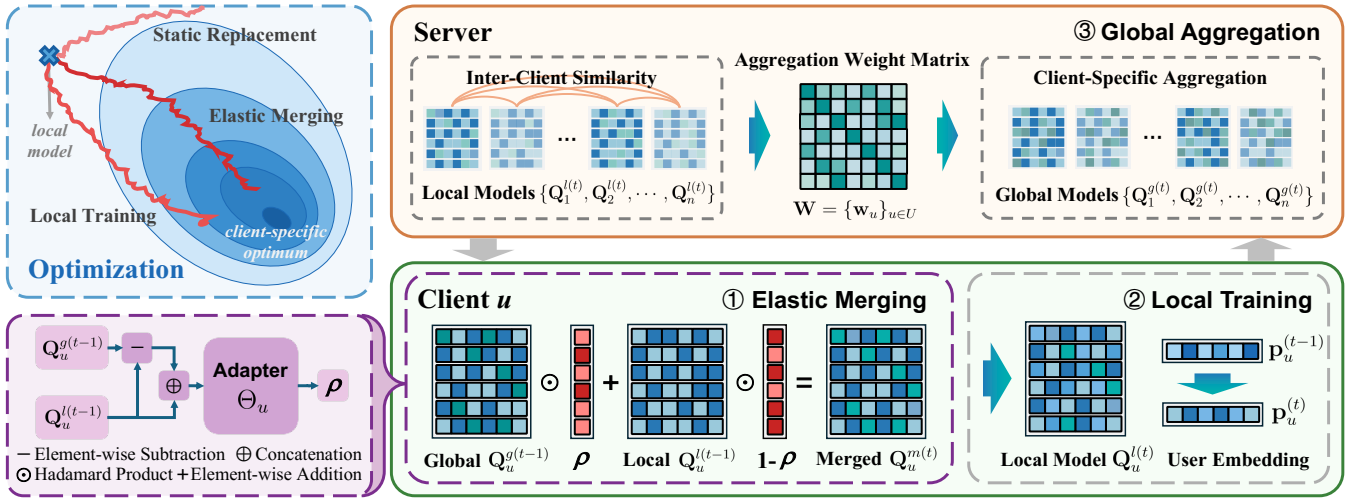 Static Replacement
Elastic Merging
local
model
Local Training
client-specific
optimum
Optimization
Server
③ Global Aggregation
Inter-Client Similarity
...
Local Models {Q_1^{l(t)}, Q_2^{l(t)}, · · · , Q_n^{l(t)}}
Aggregation Weight Matrix
W = {w_u}_{u∈U}
Client-Specific Aggregation
...
Global Models {Q_1^{g(t)}, Q_2^{g(t)}, · · · , Q_n^{g(t)}}
Q_u^{g(t−1)}
−
Q_u^{l(t−1)}
⊕
Adapter
Θ_u
ρ
− Element-wise Subtraction ⊕ Concatenation
⊙ Hadamard Product + Element-wise Addition
Client u
① Elastic Merging
⊙ + ⊙ =
Global Q_u^{g(t−1)} ρ Local Q_u^{l(t−1)} 1-ρ Merged Q_u^{m(t)}
② Local Training
p_u^{(t−1)}
p_u^{(t)}
Local Model Q_u^{l(t)} User Embedding